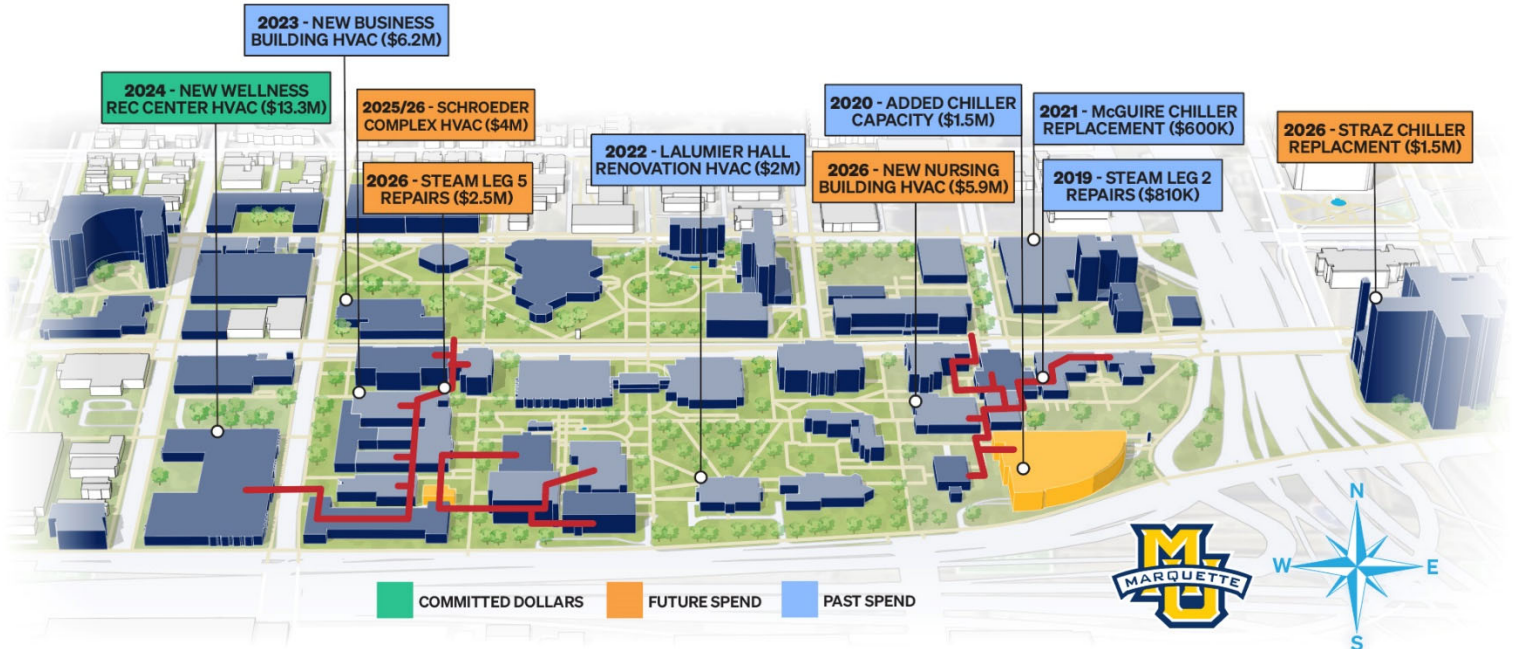 2023 - NEW BUSINESS
BUILDING HVAC ($6.2M)
2024 - NEW WELLNESS
REC CENTER HVAC ($13.3M)
2025/26 - SCHROEDER
COMPLEX HVAC ($4M)
2026 - STEAM LEG 5
REPAIRS ($2.5M)
2022 - LALUMIER HALL
RENOVATION HVAC ($2M)
2020 - ADDED CHILLER
CAPACITY ($1.5M)
2026 - NEW NURSING
BUILDING HVAC ($5.9M)
2021 - McGUIRE CHILLER
REPLACEMENT ($600K)
2019 - STEAM LEG 2
REPAIRS ($810K)
2026 - STRAZ CHILLER
REPLACMENT ($1.5M)
COMMITTED DOLLARS
FUTURE SPEND
PAST SPEND
MU
MARQUETTE
N
W E
S